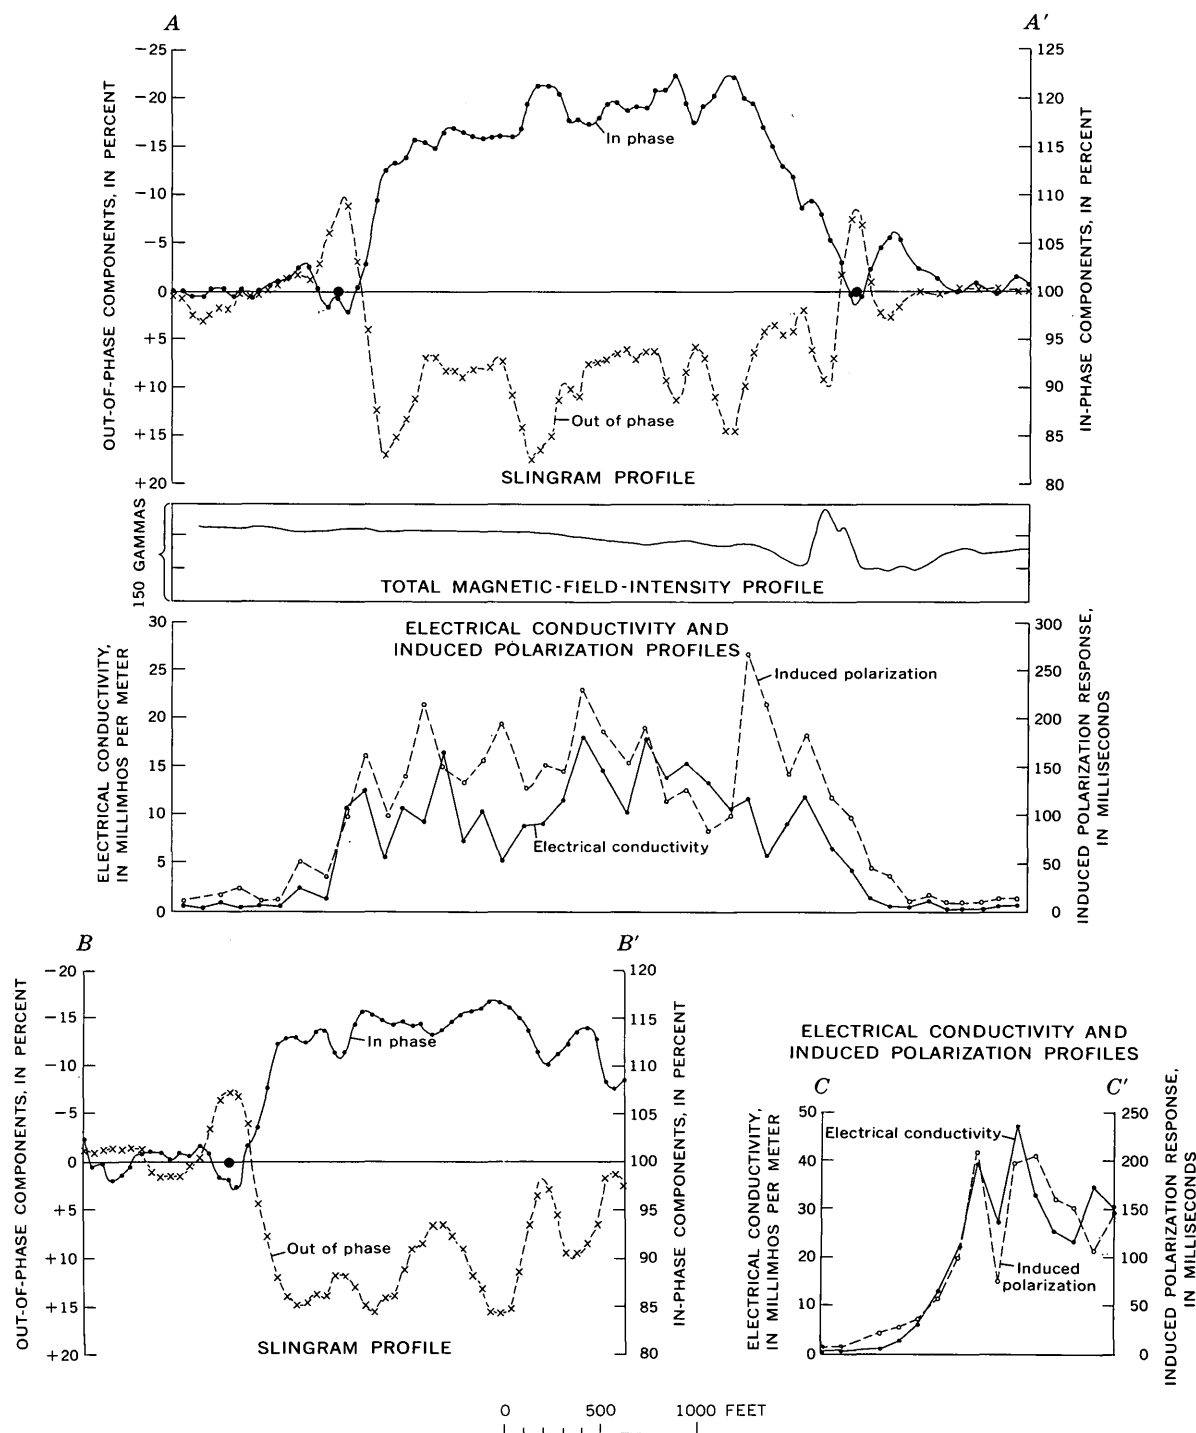 A A′
−25 125
−20 120
−15 115
−10 110
−5 105
0 100
+5 95
+10 90
+15 85
+20 80
OUT-OF-PHASE COMPONENTS, IN PERCENT
IN-PHASE COMPONENTS, IN PERCENT
In phase
Out of phase
SLINGRAM PROFILE
150 GAMMAS
TOTAL MAGNETIC-FIELD-INTENSITY PROFILE
ELECTRICAL CONDUCTIVITY AND
INDUCED POLARIZATION PROFILES
30 300
25 250
20 200
15 150
10 100
5 50
0 0
ELECTRICAL CONDUCTIVITY,
IN MILLIMHOS PER METER
INDUCED POLARIZATION RESPONSE,
IN MILLISECONDS
Induced polarization
Electrical conductivity
B B′
−20 120
−15 115
−10 110
−5 105
0 100
+5 95
+10 90
+15 85
+20 80
OUT-OF-PHASE COMPONENTS, IN PERCENT
IN-PHASE COMPONENTS, IN PERCENT
In phase
Out of phase
SLINGRAM PROFILE
ELECTRICAL CONDUCTIVITY AND
INDUCED POLARIZATION PROFILES
C C′
50 250
40 200
30 150
20 100
10 50
0 0
ELECTRICAL CONDUCTIVITY,
IN MILLIMHOS PER METER
INDUCED POLARIZATION RESPONSE,
IN MILLISECONDS
Electrical conductivity
Induced
polarization
0 500 1000 FEET